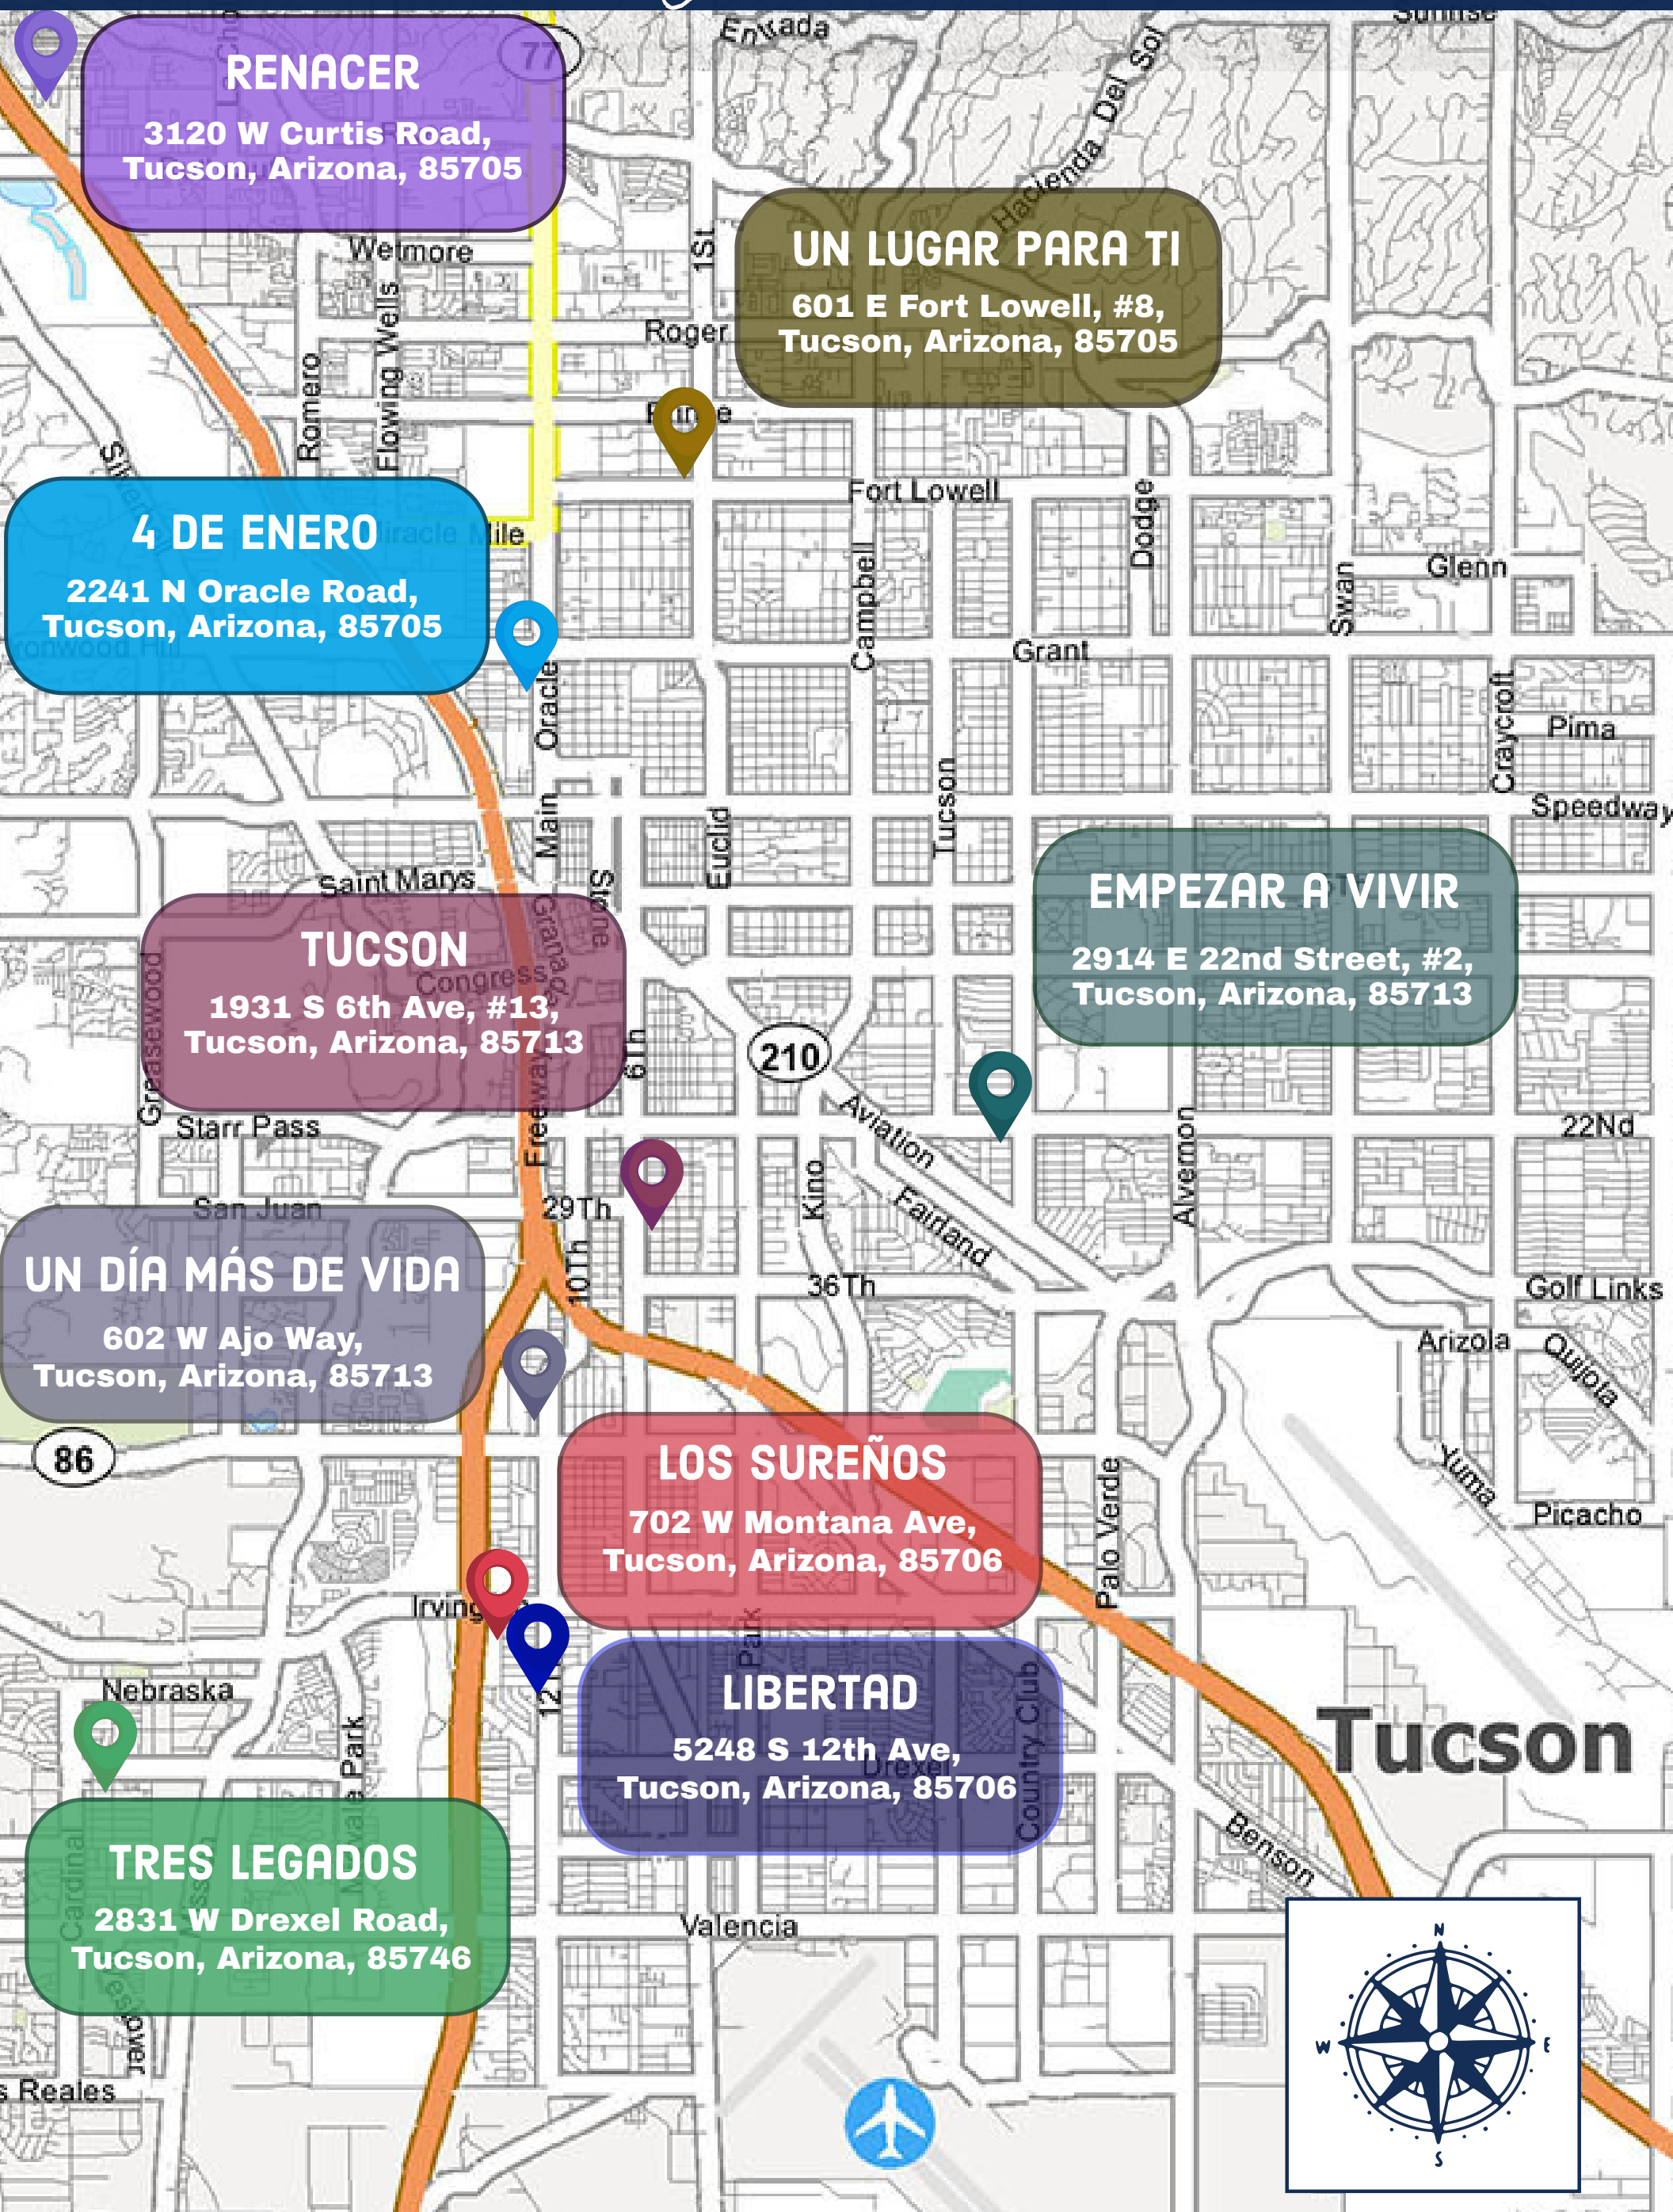 Entrada
Sunrise
77
RENACER
3120 W Curtis Road,
Tucson, Arizona, 85705
Hacienda Del Sol
Wetmore
1St
UN LUGAR PARA TI
601 E Fort Lowell, #8,
Tucson, Arizona, 85705
Roger
Romero
Flowing Wells
Fort Lowell
Dodge
4 DE ENERO
2241 N Oracle Road,
Tucson, Arizona, 85705
Miracle Mile
Campbell
Swan
Glenn
Grant
Oracle
Craycroft
Pima
Tucson
Speedway
Main
Euclid
Saint Marys
Stone
Granada
EMPEZAR A VIVIR
2914 E 22nd Street, #2,
Tucson, Arizona, 85713
TUCSON
Congress
1931 S 6th Ave, #13,
Tucson, Arizona, 85713
Greasewood
6Th
210
Freeway
Starr Pass
Aviation
Alvernon
22Nd
Kino
San Juan
29Th
Fairland
10Th
36Th
Golf Links
UN DÍA MÁS DE VIDA
602 W Ajo Way,
Tucson, Arizona, 85713
Arizola
Quijota
86
LOS SUREÑOS
702 W Montana Ave,
Tucson, Arizona, 85706
Palo Verde
Yuma
Picacho
Park
Nebraska
LIBERTAD
5248 S 12th Ave,
Tucson, Arizona, 85706
Drexel
Country Club
Tucson
Benson
TRES LEGADOS
2831 W Drexel Road,
Tucson, Arizona, 85746
Cardinal
Valencia
s Reales
N
W
E
S